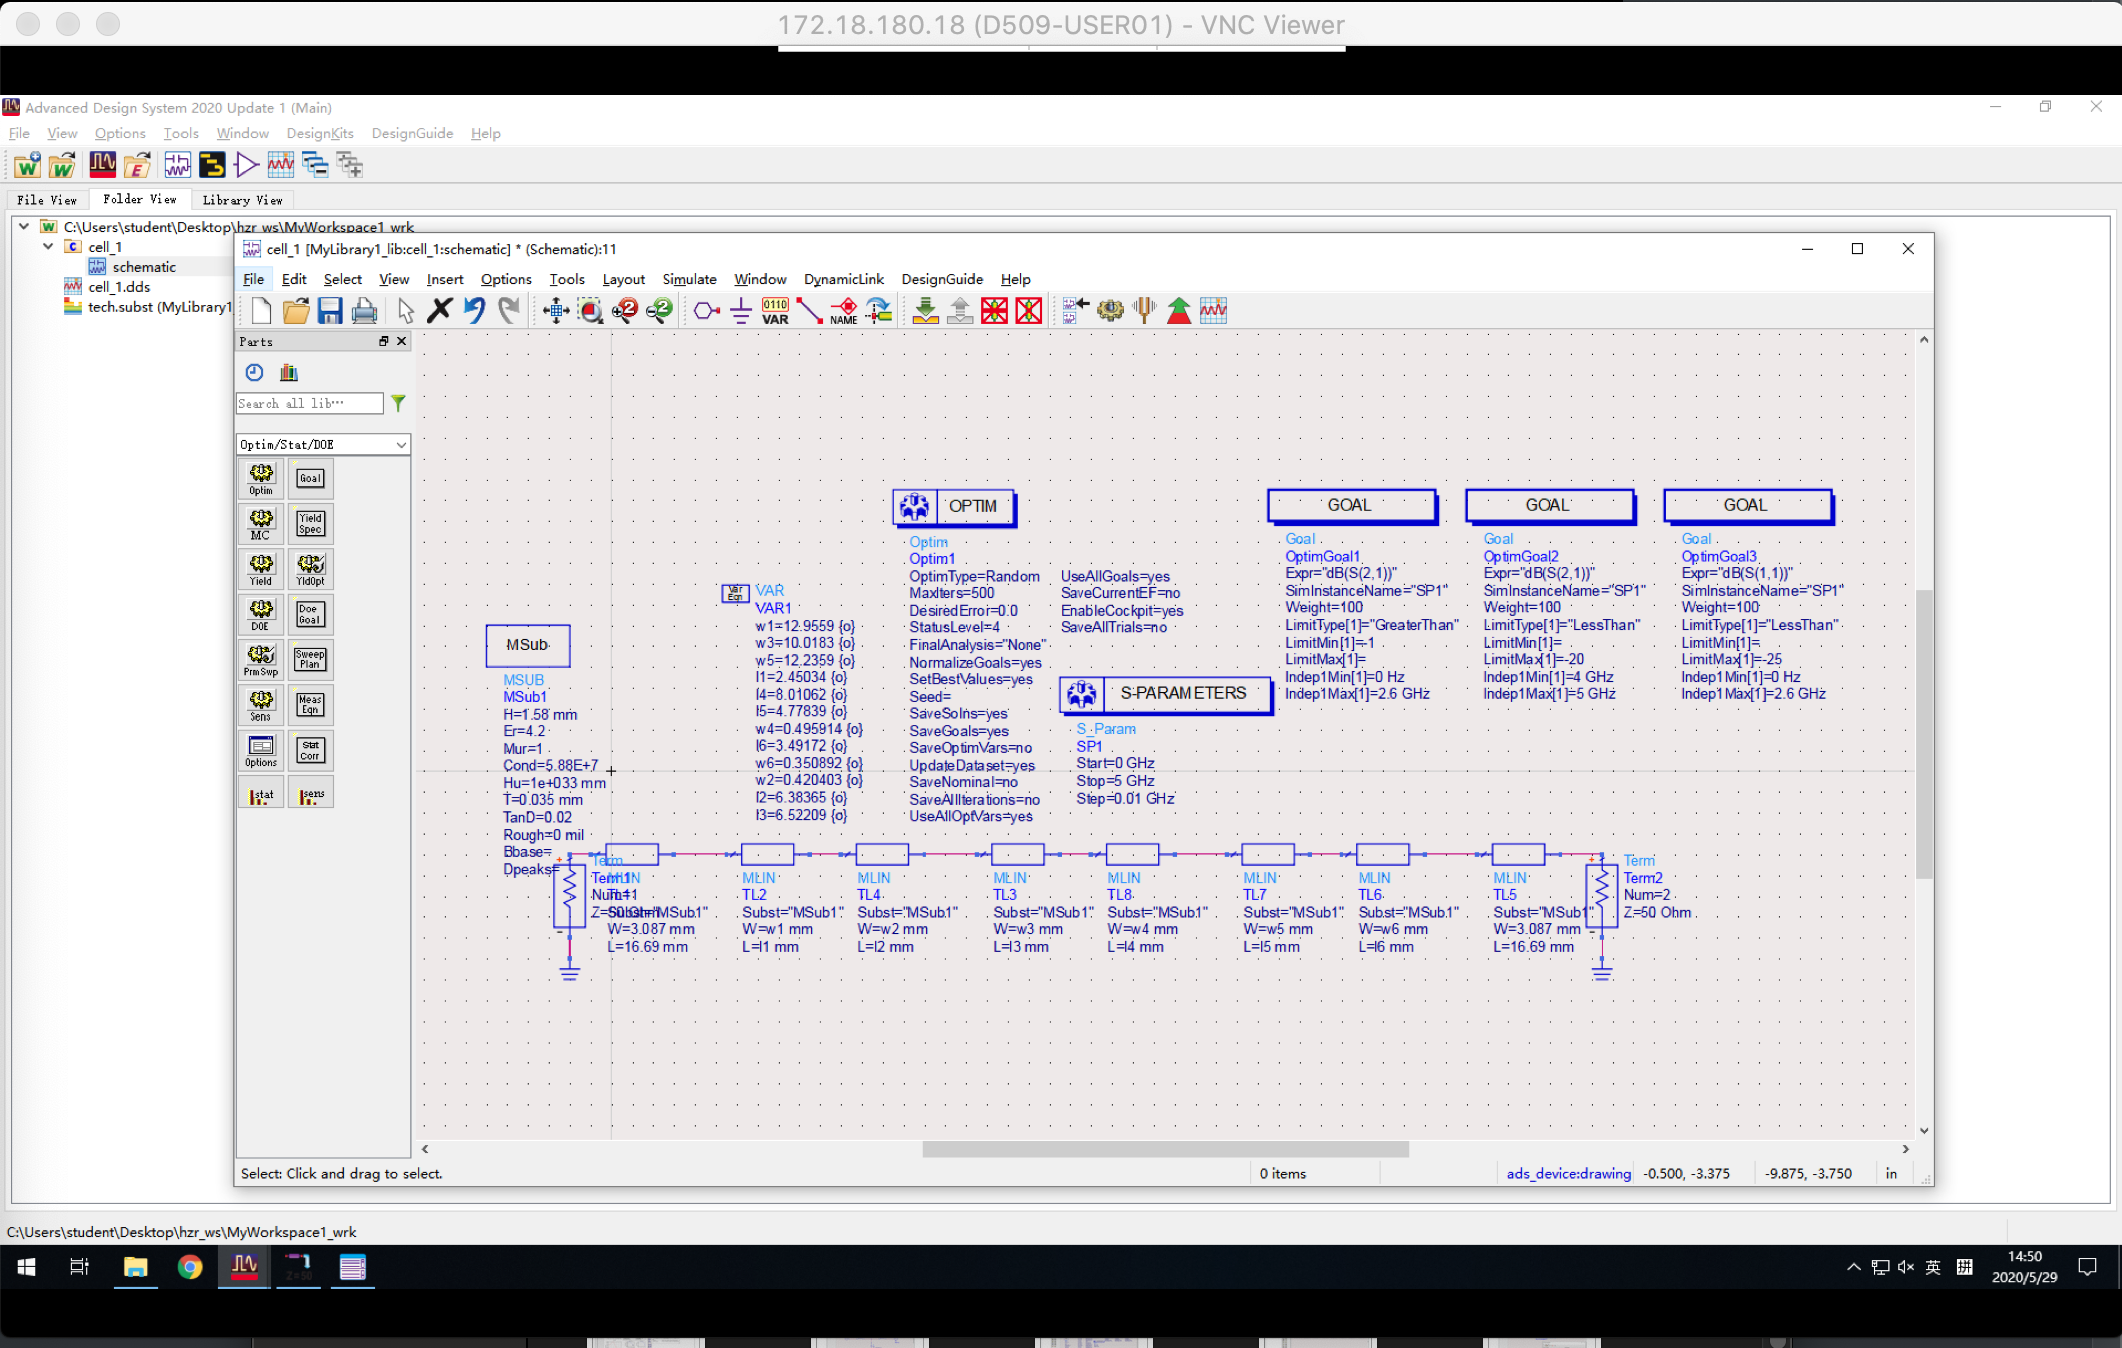 172.18.180.18 (D509-USER01) - VNC Viewer
Advanced Design System 2020 Update 1 (Main)
File View Options Tools Window DesignKits DesignGuide Help
File View Folder View Library View
C:\Users\student\Desktop\hzr_ws\MyWorkspace1_wrk
cell_1
schematic
cell_1.dds
tech.subst (MyLibrary1
cell_1 [MyLibrary1_lib:cell_1:schematic] * (Schematic):11
File Edit Select View Insert Options Tools Layout Simulate Window DynamicLink DesignGuide Help
0110
VAR
NAME
Parts
Search all lib...
Optim/Stat/DOE
Optim
Goal
MC
Yield Spec
Yield
YldOpt
DOE
Doe Goal
PrmSwp
Sweep Plan
Sens
Meas Eqn
Options
Stat Corr
stat
sens
MSub
MSUB
MSub1
H=1.58 mm
Er=4.2
Mur=1
Cond=5.88E+7
Hu=1e+033 mm
T=0.035 mm
TanD=0.02
Rough=0 mil
Bbase=
Dpeaks=
Var Eqn
VAR
VAR1
w1=12.9559 {o}
w3=10.0183 {o}
w5=12.2359 {o}
l1=2.45034 {o}
l4=8.01062 {o}
l5=4.77839 {o}
w4=0.495914 {o}
l6=3.49172 {o}
w6=0.350892 {o}
w2=0.420403 {o}
l2=6.38365 {o}
l3=6.52209 {o}
OPTIM
Optim
Optim1
OptimType=Random
MaxIters=500
DesiredError=0.0
StatusLevel=4
FinalAnalysis="None"
NormalizeGoals=yes
SetBestValues=yes
Seed=
SaveSolns=yes
SaveGoals=yes
SaveOptimVars=no
UpdateDataset=yes
SaveNominal=no
SaveAllIterations=no
UseAllOptVars=yes
UseAllGoals=yes
SaveCurrentEF=no
EnableCockpit=yes
SaveAllTrials=no
S-PARAMETERS
S_Param
SP1
Start=0 GHz
Stop=5 GHz
Step=0.01 GHz
GOAL
Goal
OptimGoal1
Expr="dB(S(2,1))"
SimInstanceName="SP1"
Weight=100
LimitType[1]="GreaterThan"
LimitMin[1]=-1
LimitMax[1]=
Indep1Min[1]=0 Hz
Indep1Max[1]=2.6 GHz
GOAL
Goal
OptimGoal2
Expr="dB(S(2,1))"
SimInstanceName="SP1"
Weight=100
LimitType[1]="LessThan"
LimitMin[1]=
LimitMax[1]=-20
Indep1Min[1]=4 GHz
Indep1Max[1]=5 GHz
GOAL
Goal
OptimGoal3
Expr="dB(S(1,1))"
SimInstanceName="SP1"
Weight=100
LimitType[1]="LessThan"
LimitMin[1]=
LimitMax[1]=-25
Indep1Min[1]=0 Hz
Indep1Max[1]=2.6 GHz
Term
Term1
Num=1
MLIN
Subst="MSub1"
W=3.087 mm
L=16.69 mm
MLIN
TL2
Subst="MSub1"
W=w1 mm
L=l1 mm
MLIN
TL4
Subst="MSub1"
W=w2 mm
L=l2 mm
MLIN
TL3
Subst="MSub1"
W=w3 mm
L=l3 mm
MLIN
TL8
Subst="MSub1"
W=w4 mm
L=l4 mm
MLIN
TL7
Subst="MSub1"
W=w5 mm
L=l5 mm
MLIN
TL6
Subst="MSub1"
W=w6 mm
L=l6 mm
MLIN
TL5
Subst="MSub1"
W=3.087 mm
L=16.69 mm
Term
Term2
Num=2
Z=50 Ohm
Select: Click and drag to select.
0 items
ads_device:drawing -0.500, -3.375 -9.875, -3.750 in
C:\Users\student\Desktop\hzr_ws\MyWorkspace1_wrk
英
拼
14:50
2020/5/29